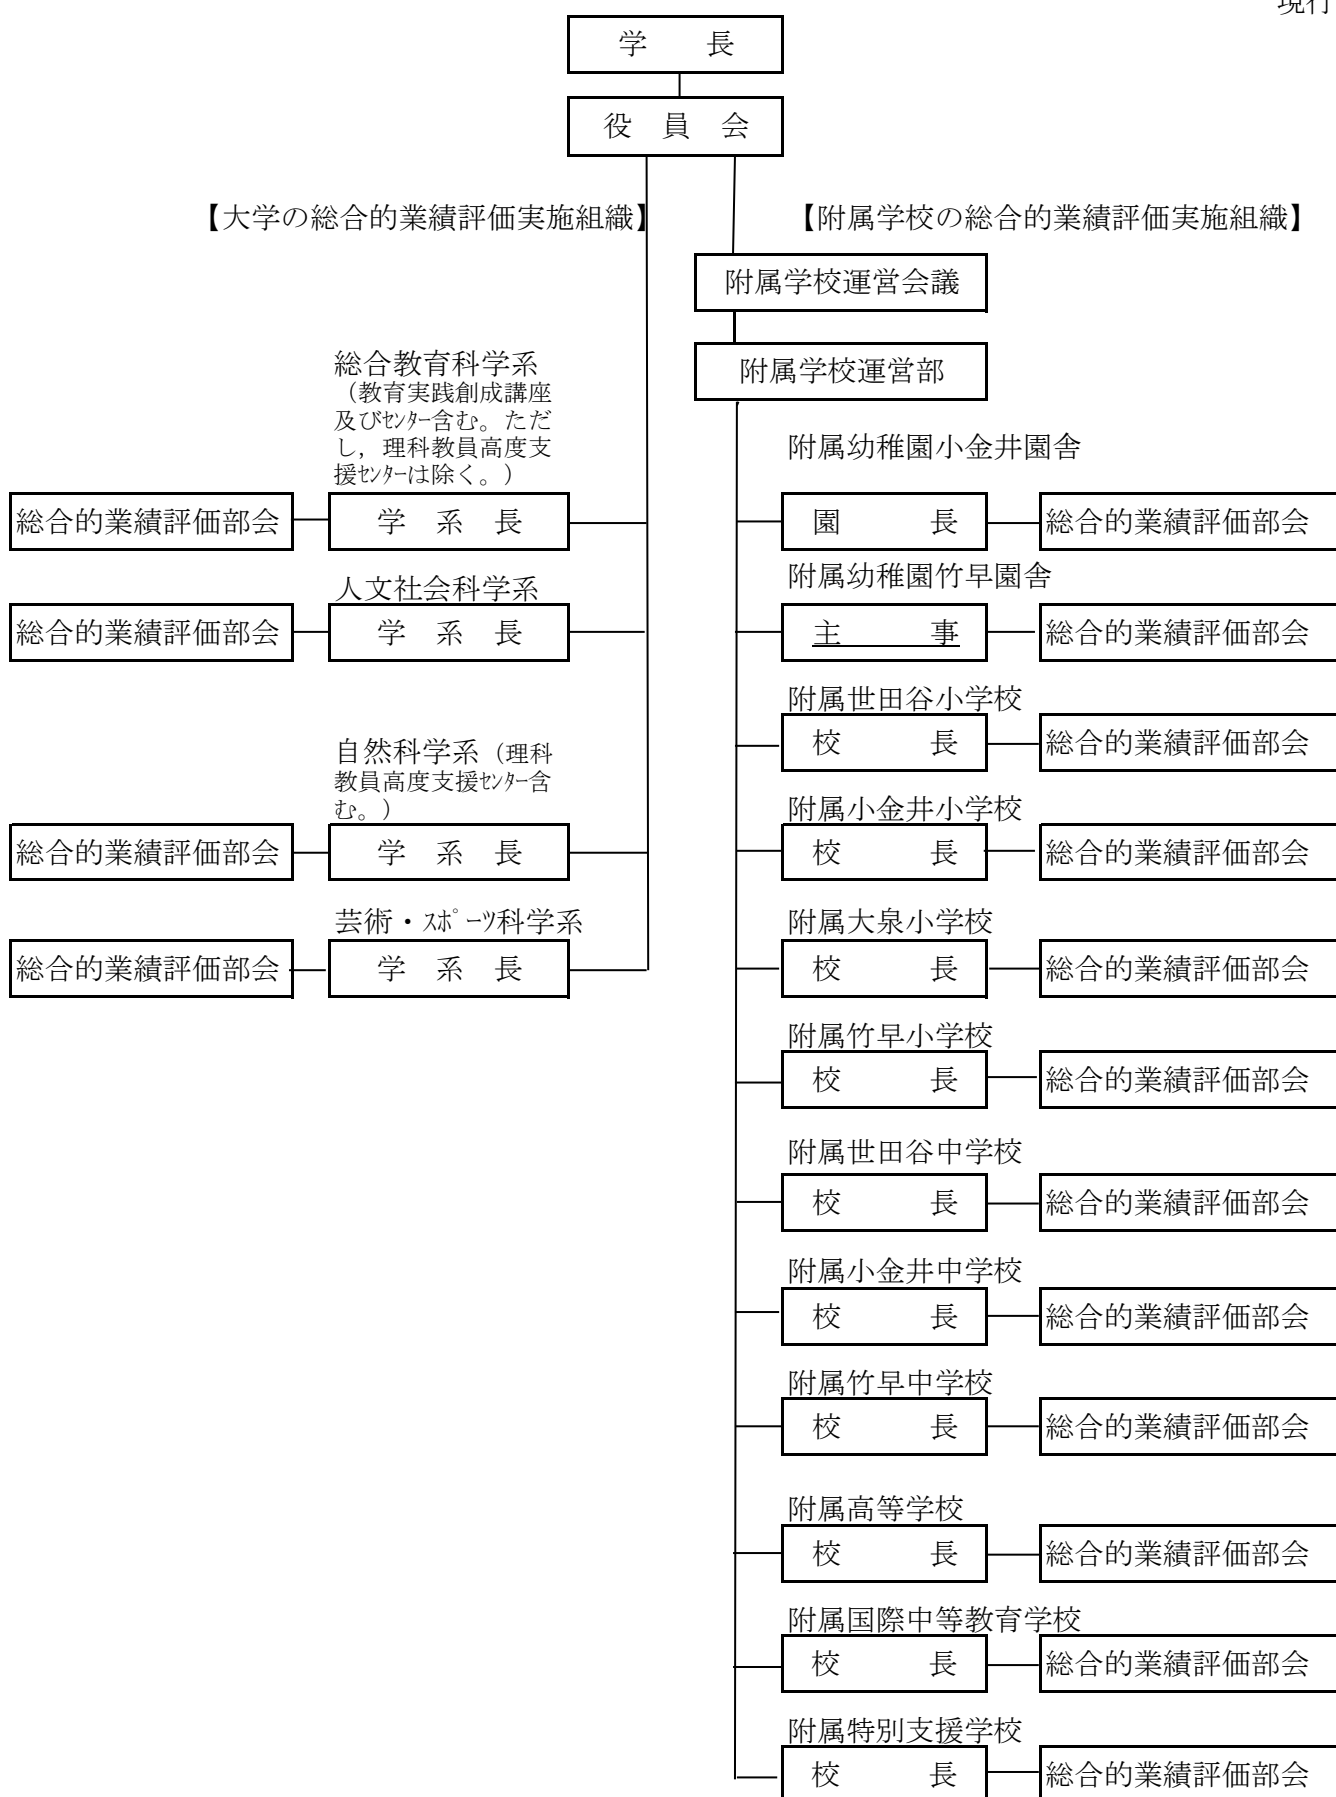 現行
学　　長
役　員　会
【大学の総合的業績評価実施組織】
総合教育科学系
（教育実践創成講座
及びｾﾝﾀｰ含む。ただ
し，理科教員高度支
援ｾﾝﾀｰは除く。）
総合的業績評価部会　学　系　長
人文社会科学系
総合的業績評価部会　学　系　長
自然科学系（理科
教員高度支援ｾﾝﾀｰ含
む。）
総合的業績評価部会　学　系　長
芸術・ｽﾎﾟｰﾂ科学系
総合的業績評価部会　学　系　長
【附属学校の総合的業績評価実施組織】
附属学校運営会議
附属学校運営部
附属幼稚園小金井園舎
園　　　長　総合的業績評価部会
附属幼稚園竹早園舎
主　　　事　総合的業績評価部会
附属世田谷小学校
校　　　長　総合的業績評価部会
附属小金井小学校
校　　　長　総合的業績評価部会
附属大泉小学校
校　　　長　総合的業績評価部会
附属竹早小学校
校　　　長　総合的業績評価部会
附属世田谷中学校
校　　　長　総合的業績評価部会
附属小金井中学校
校　　　長　総合的業績評価部会
附属竹早中学校
校　　　長　総合的業績評価部会
附属高等学校
校　　　長　総合的業績評価部会
附属国際中等教育学校
校　　　長　総合的業績評価部会
附属特別支援学校
校　　　長　総合的業績評価部会